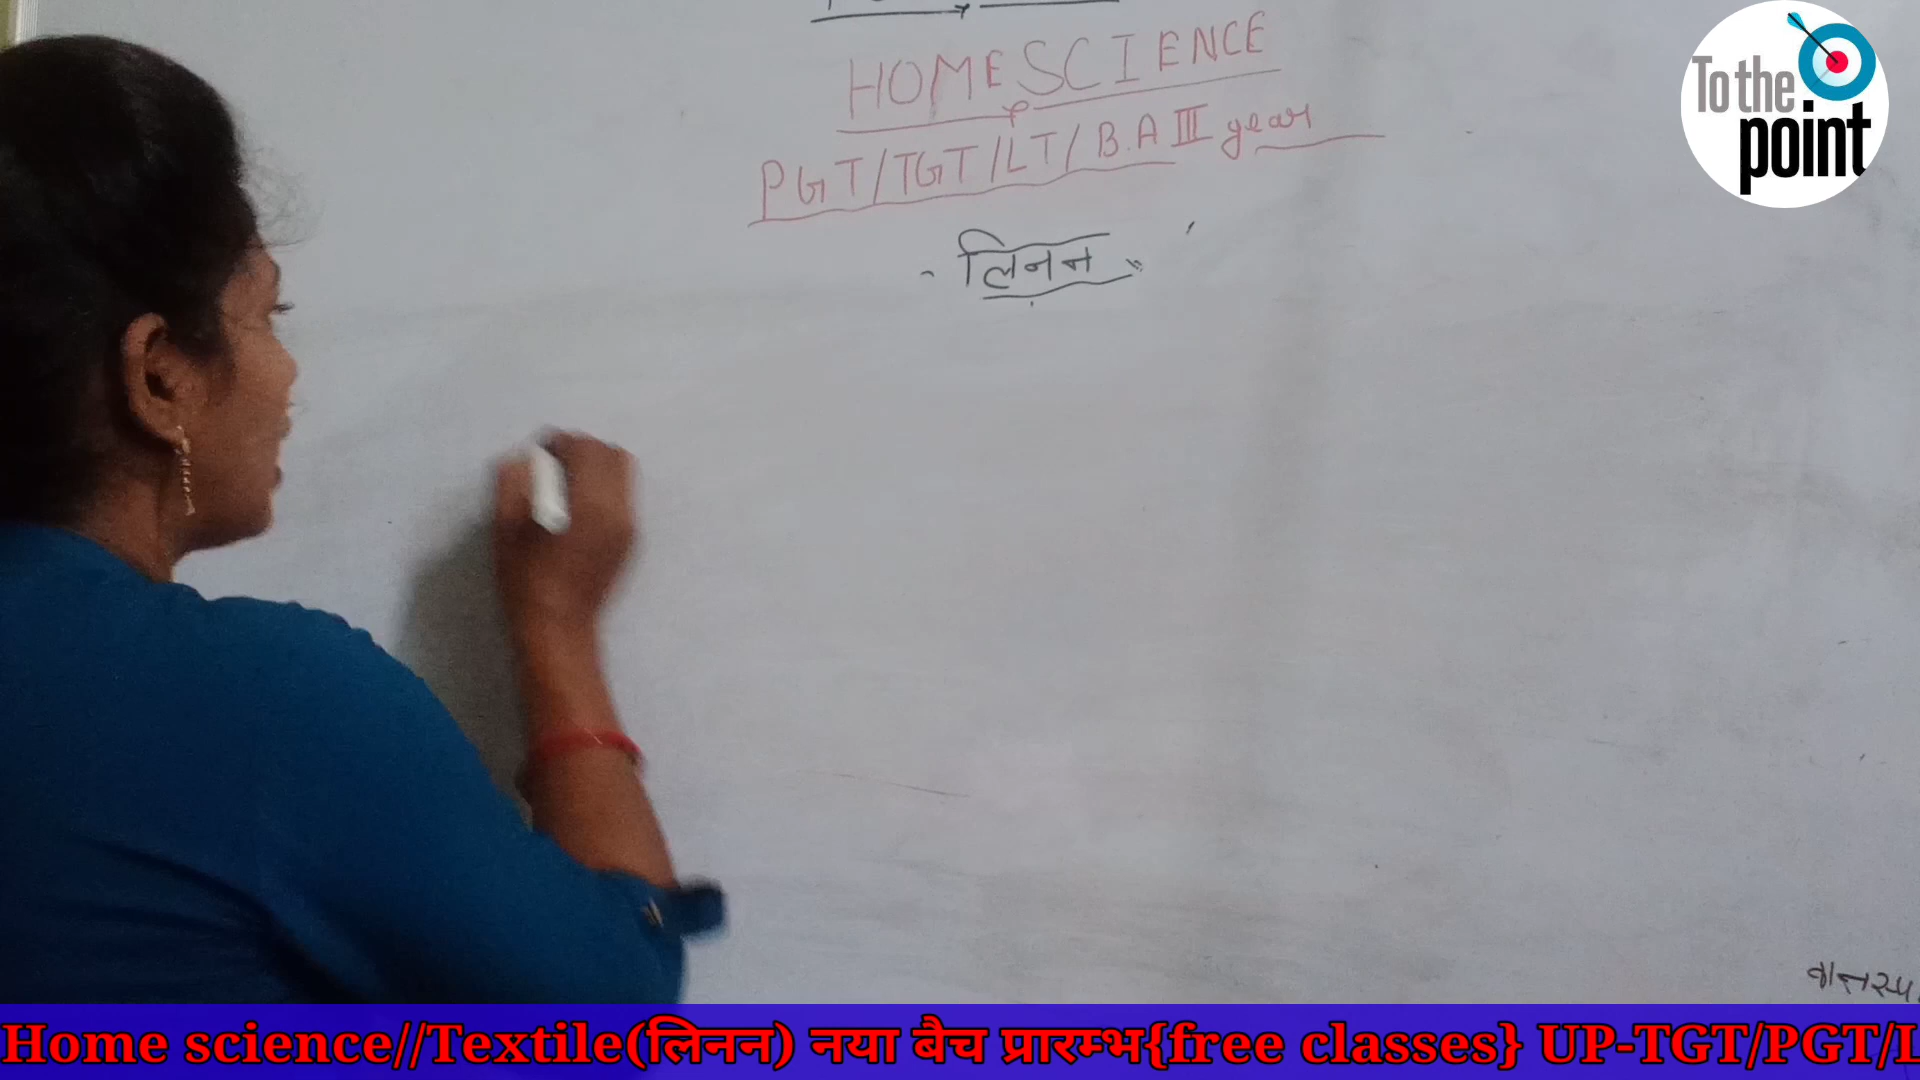 To the
point
HOME SCIENCE
PGT/TGT/LT/B.A III year
लिनन
Home science//Textile(लिनन) नया बैच प्रारम्भ{free classes} UP-TGT/PGT/L